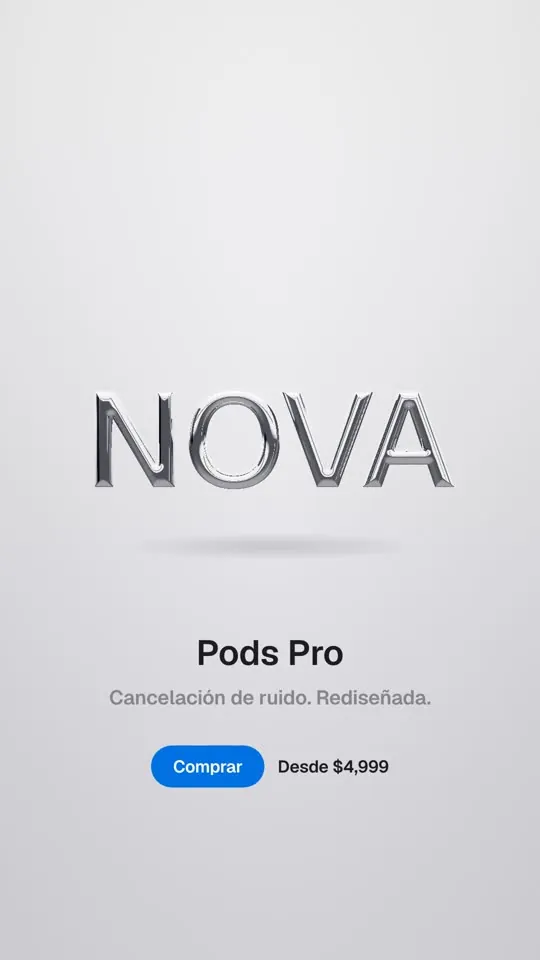 NOVA
Pods Pro
Cancelación de ruido. Rediseñada.
Comprar
Desde $4,999